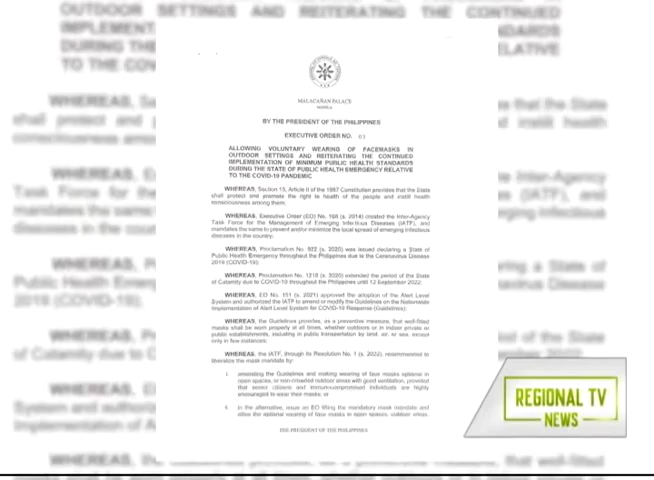 OUTDOOR SETTINGS AND REITERATING THE CONTINUED
MALACAÑAN PALACE
MANILA
BY THE PRESIDENT OF THE PHILIPPINES
EXECUTIVE ORDER NO. 03
ALLOWING VOLUNTARY WEARING OF FACEMASKS IN
OUTDOOR SETTINGS AND REITERATING THE CONTINUED
IMPLEMENTATION OF MINIMUM PUBLIC HEALTH STANDARDS
DURING THE STATE OF PUBLIC HEALTH EMERGENCY RELATIVE
TO THE COVID-19 PANDEMIC
WHEREAS, Section 15, Article II of the 1987 Constitution provides that the State
shall protect and promote the right to health of the people and instill health
consciousness among them;
WHEREAS, Executive Order (EO) No. 168 (s. 2014) created the Inter-Agency
Task Force for the Management of Emerging Infectious Diseases (IATF), and
mandates the same to prevent and/or minimize the local spread of emerging infectious
diseases in the country;
WHEREAS, Proclamation No. 922 (s. 2020) was issued declaring a State of
Public Health Emergency throughout the Philippines due to the Coronavirus Disease
2019 (COVID-19);
WHEREAS, Proclamation No. 1218 (s. 2020) extended the period of the State
of Calamity due to COVID-19 throughout the Philippines until 12 September 2022;
WHEREAS, EO No. 151 (s. 2021) approved the adoption of the Alert Level
System and authorized the IATF to amend or modify the Guidelines on the Nationwide
Implementation of Alert Level System for COVID-19 Response (Guidelines);
WHEREAS, the Guidelines provides, as a preventive measure, that well-fitted
masks shall be worn properly at all times, whether outdoors or in indoor private or
public establishments, including in public transportation by land, air, or sea, except
only in few instances;
WHEREAS, the IATF, through its Resolution No. 1 (s. 2022), recommended to
liberalize the mask mandate by:
i. amending the Guidelines and making wearing of face masks optional in
open spaces, or non-crowded outdoor areas with good ventilation, provided
that senior citizens and immunocompromised individuals are highly
encouraged to wear their masks; or
ii. in the alternative, issue an EO lifting the mandatory mask mandate and
allow the optional wearing of face masks in open spaces, outdoor
THE PRESIDENT OF THE PHILIPPINES
REGIONAL TV
NEWS